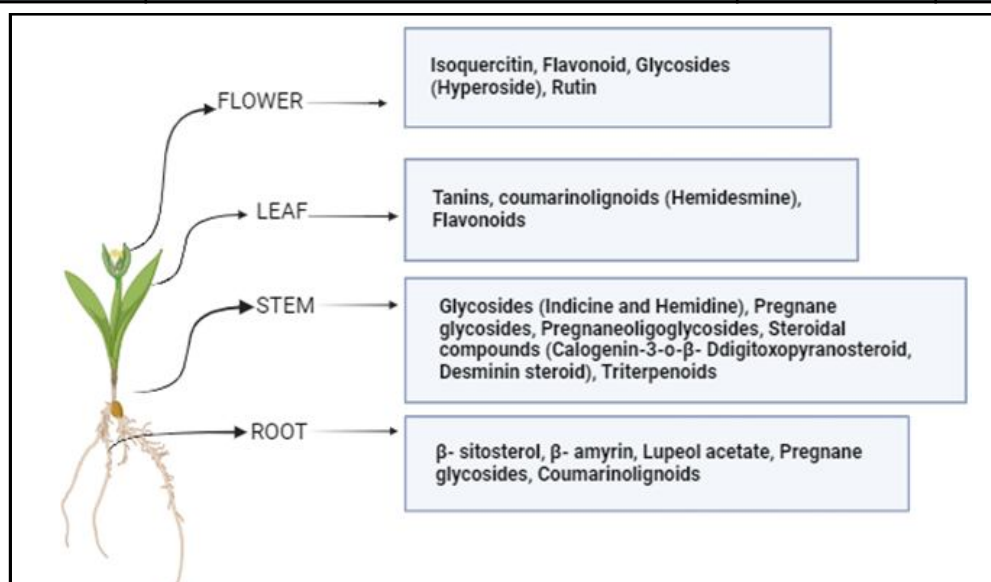 FLOWER
Isoquercitin, Flavonoid, Glycosides
(Hyperoside), Rutin
LEAF
Tanins, coumarinolignoids (Hemidesmine),
Flavonoids
STEM
Glycosides (Indicine and Hemidine), Pregnane
glycosides, Pregnaneoligoglycosides, Steroidal
compounds (Calogenin-3-o-β- Ddigitoxopyranosteroid,
Desminin steroid), Triterpenoids
ROOT
β- sitosterol, β- amyrin, Lupeol acetate, Pregnane
glycosides, Coumarinolignoids